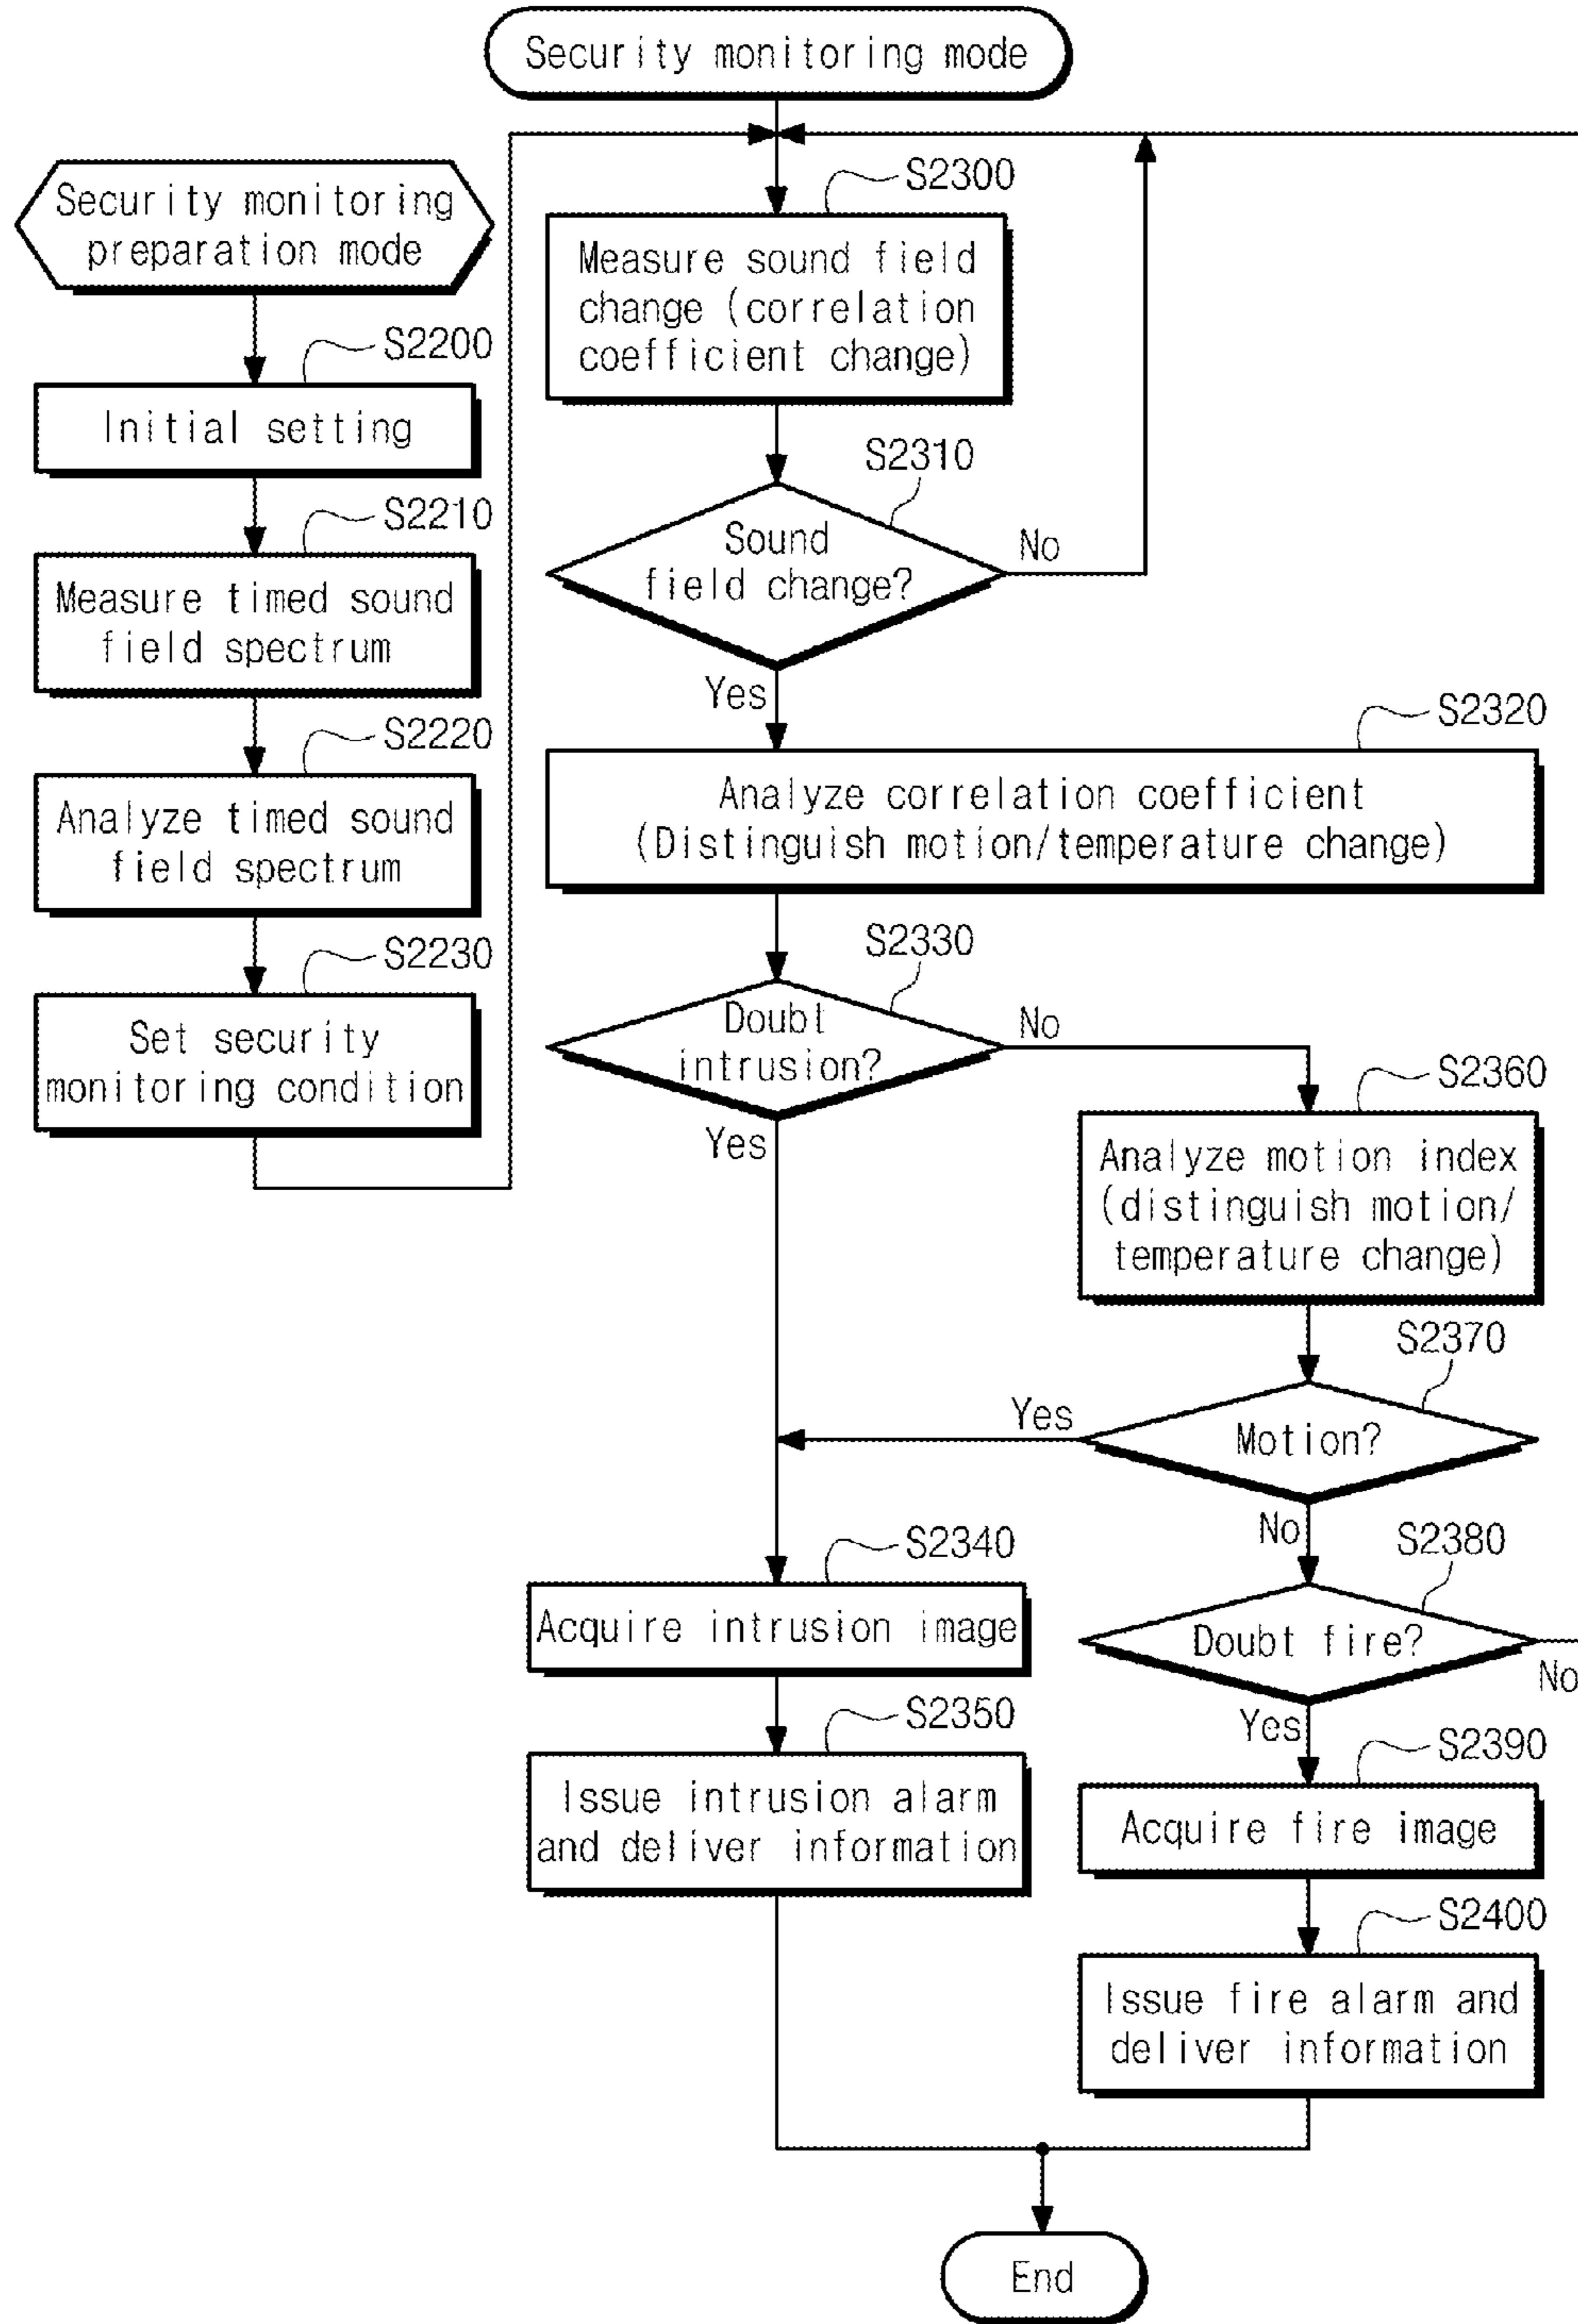 Security monitoring mode
Security monitoring
preparation mode
S2200
Initial setting
S2210
Measure timed sound
field spectrum
S2220
Analyze timed sound
field spectrum
S2230
Set security
monitoring condition
S2300
Measure sound field
change (correlation
coefficient change)
S2310
Sound
field change?
No
Yes
S2320
Analyze correlation coefficient
(Distinguish motion/temperature change)
S2330
Doubt
intrusion?
No
Yes
S2360
Analyze motion index
(distinguish motion/
temperature change)
S2370
Motion?
Yes
No
S2340
Acquire intrusion image
S2350
Issue intrusion alarm
and deliver information
S2380
Doubt fire?
No
Yes
S2390
Acquire fire image
S2400
Issue fire alarm and
deliver information
End